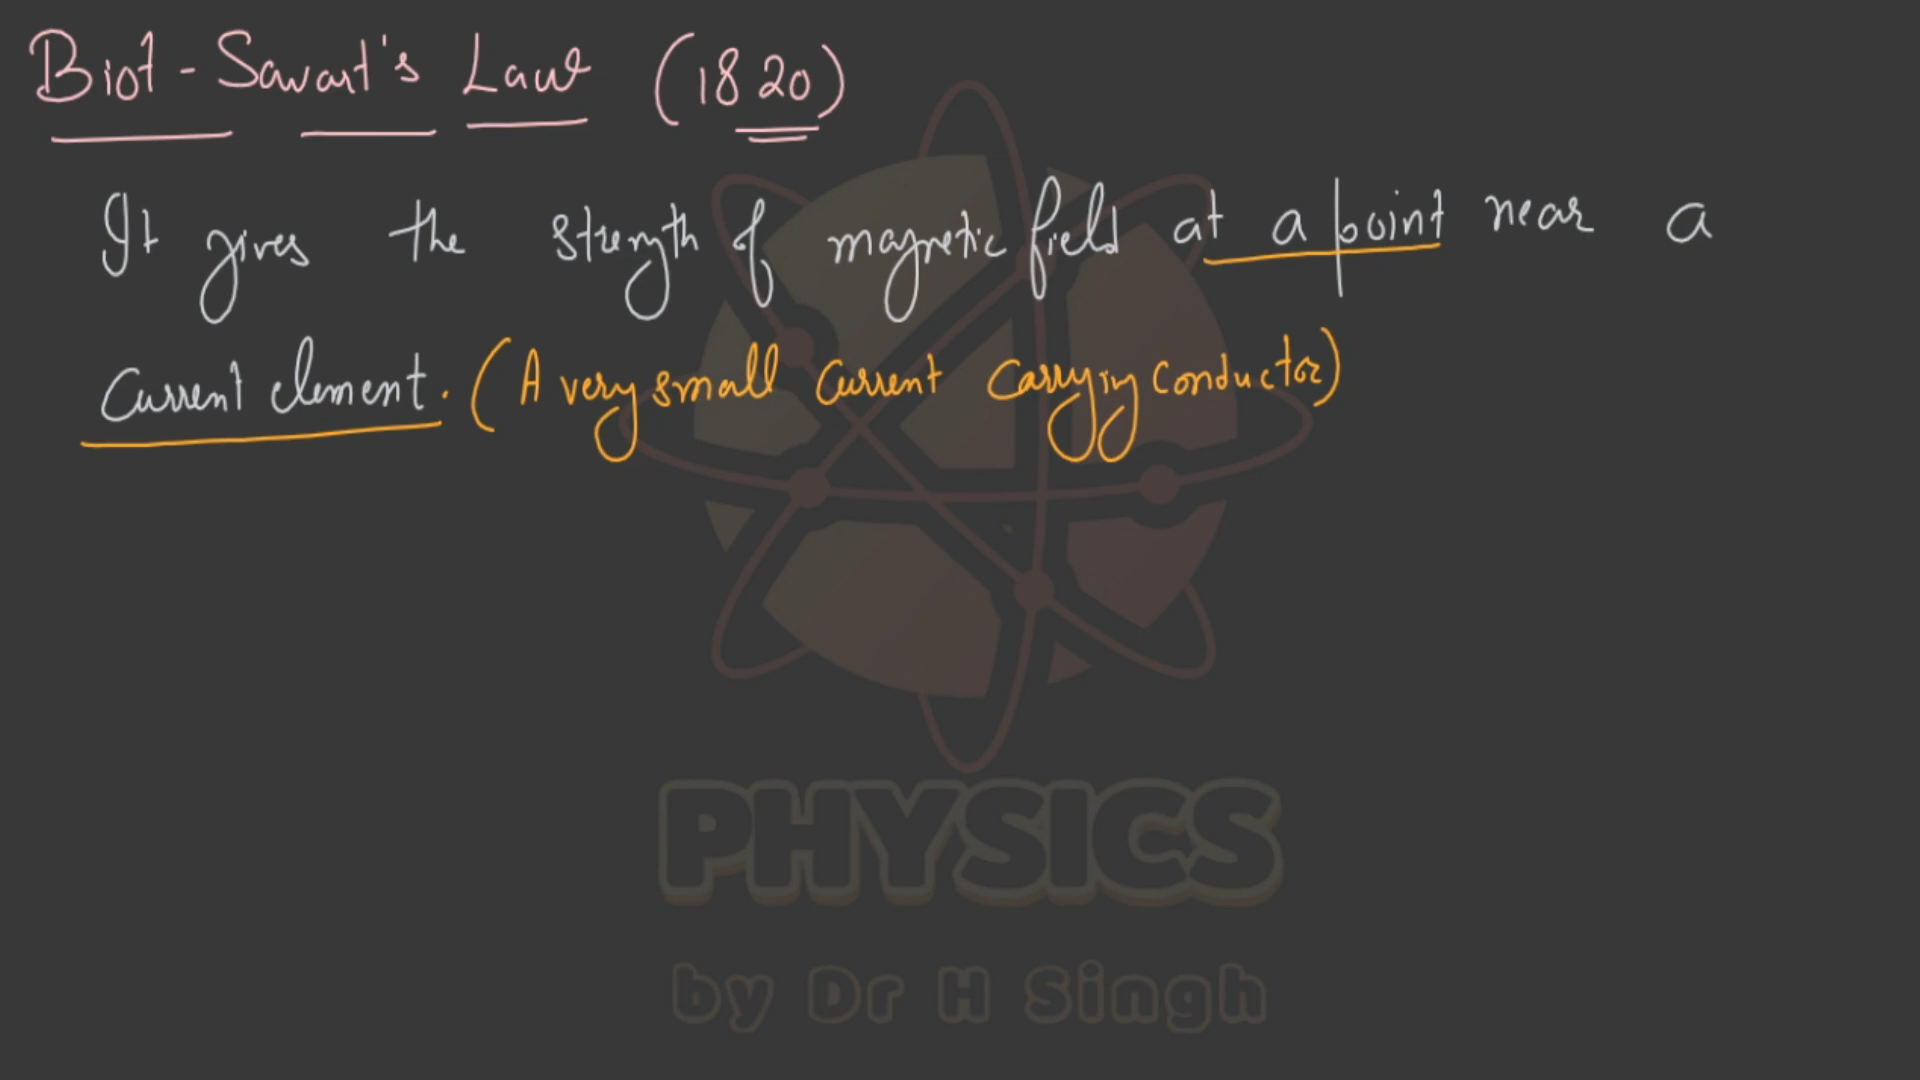 Biot-Savart's Law (1820)
It gives the strength of magnetic field at a point near a
Current element. (A very small current carrying conductor)
PHYSICS
by Dr H Singh